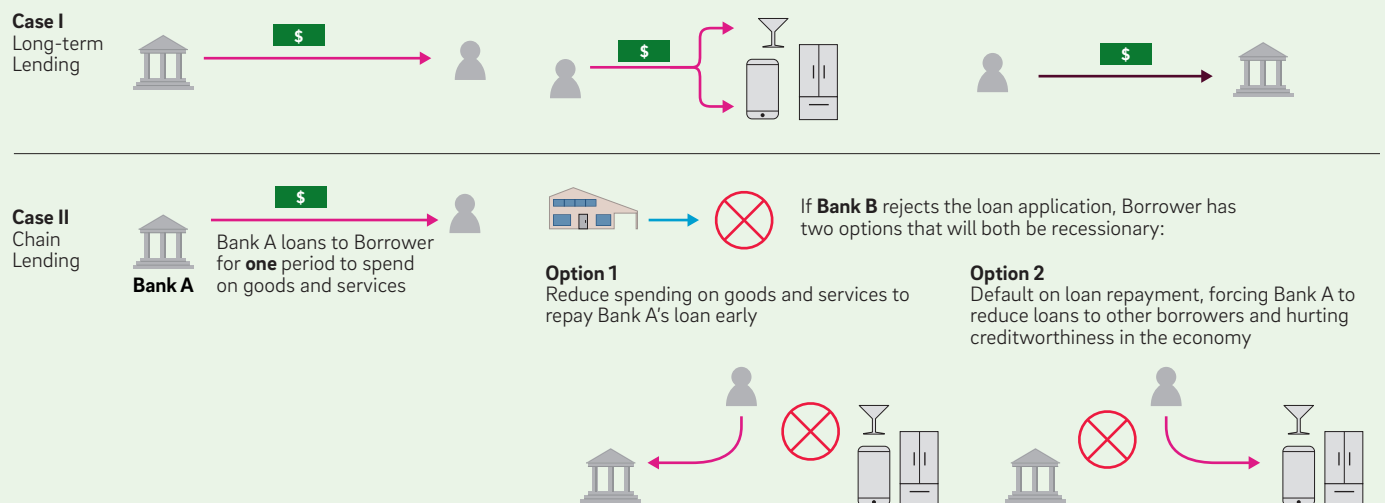 Case I
Long-term
Lending
$
$
$
Case II
Chain
Lending
$
Bank A
Bank A loans to Borrower
for one period to spend
on goods and services
If Bank B rejects the loan application, Borrower has
two options that will both be recessionary:
Option 1
Reduce spending on goods and services to
repay Bank A's loan early
Option 2
Default on loan repayment, forcing Bank A to
reduce loans to other borrowers and hurting
creditworthiness in the economy